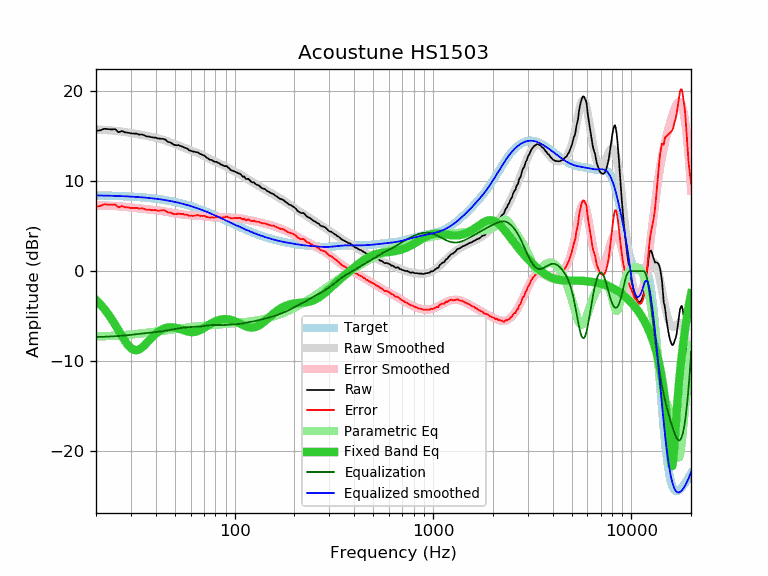 Acoustune HS1503
20
10
0
−10
−20
Amplitude (dBr)
Target
Raw Smoothed
Error Smoothed
Raw
Error
Parametric Eq
Fixed Band Eq
Equalization
Equalized smoothed
100
1000
10000
Frequency (Hz)